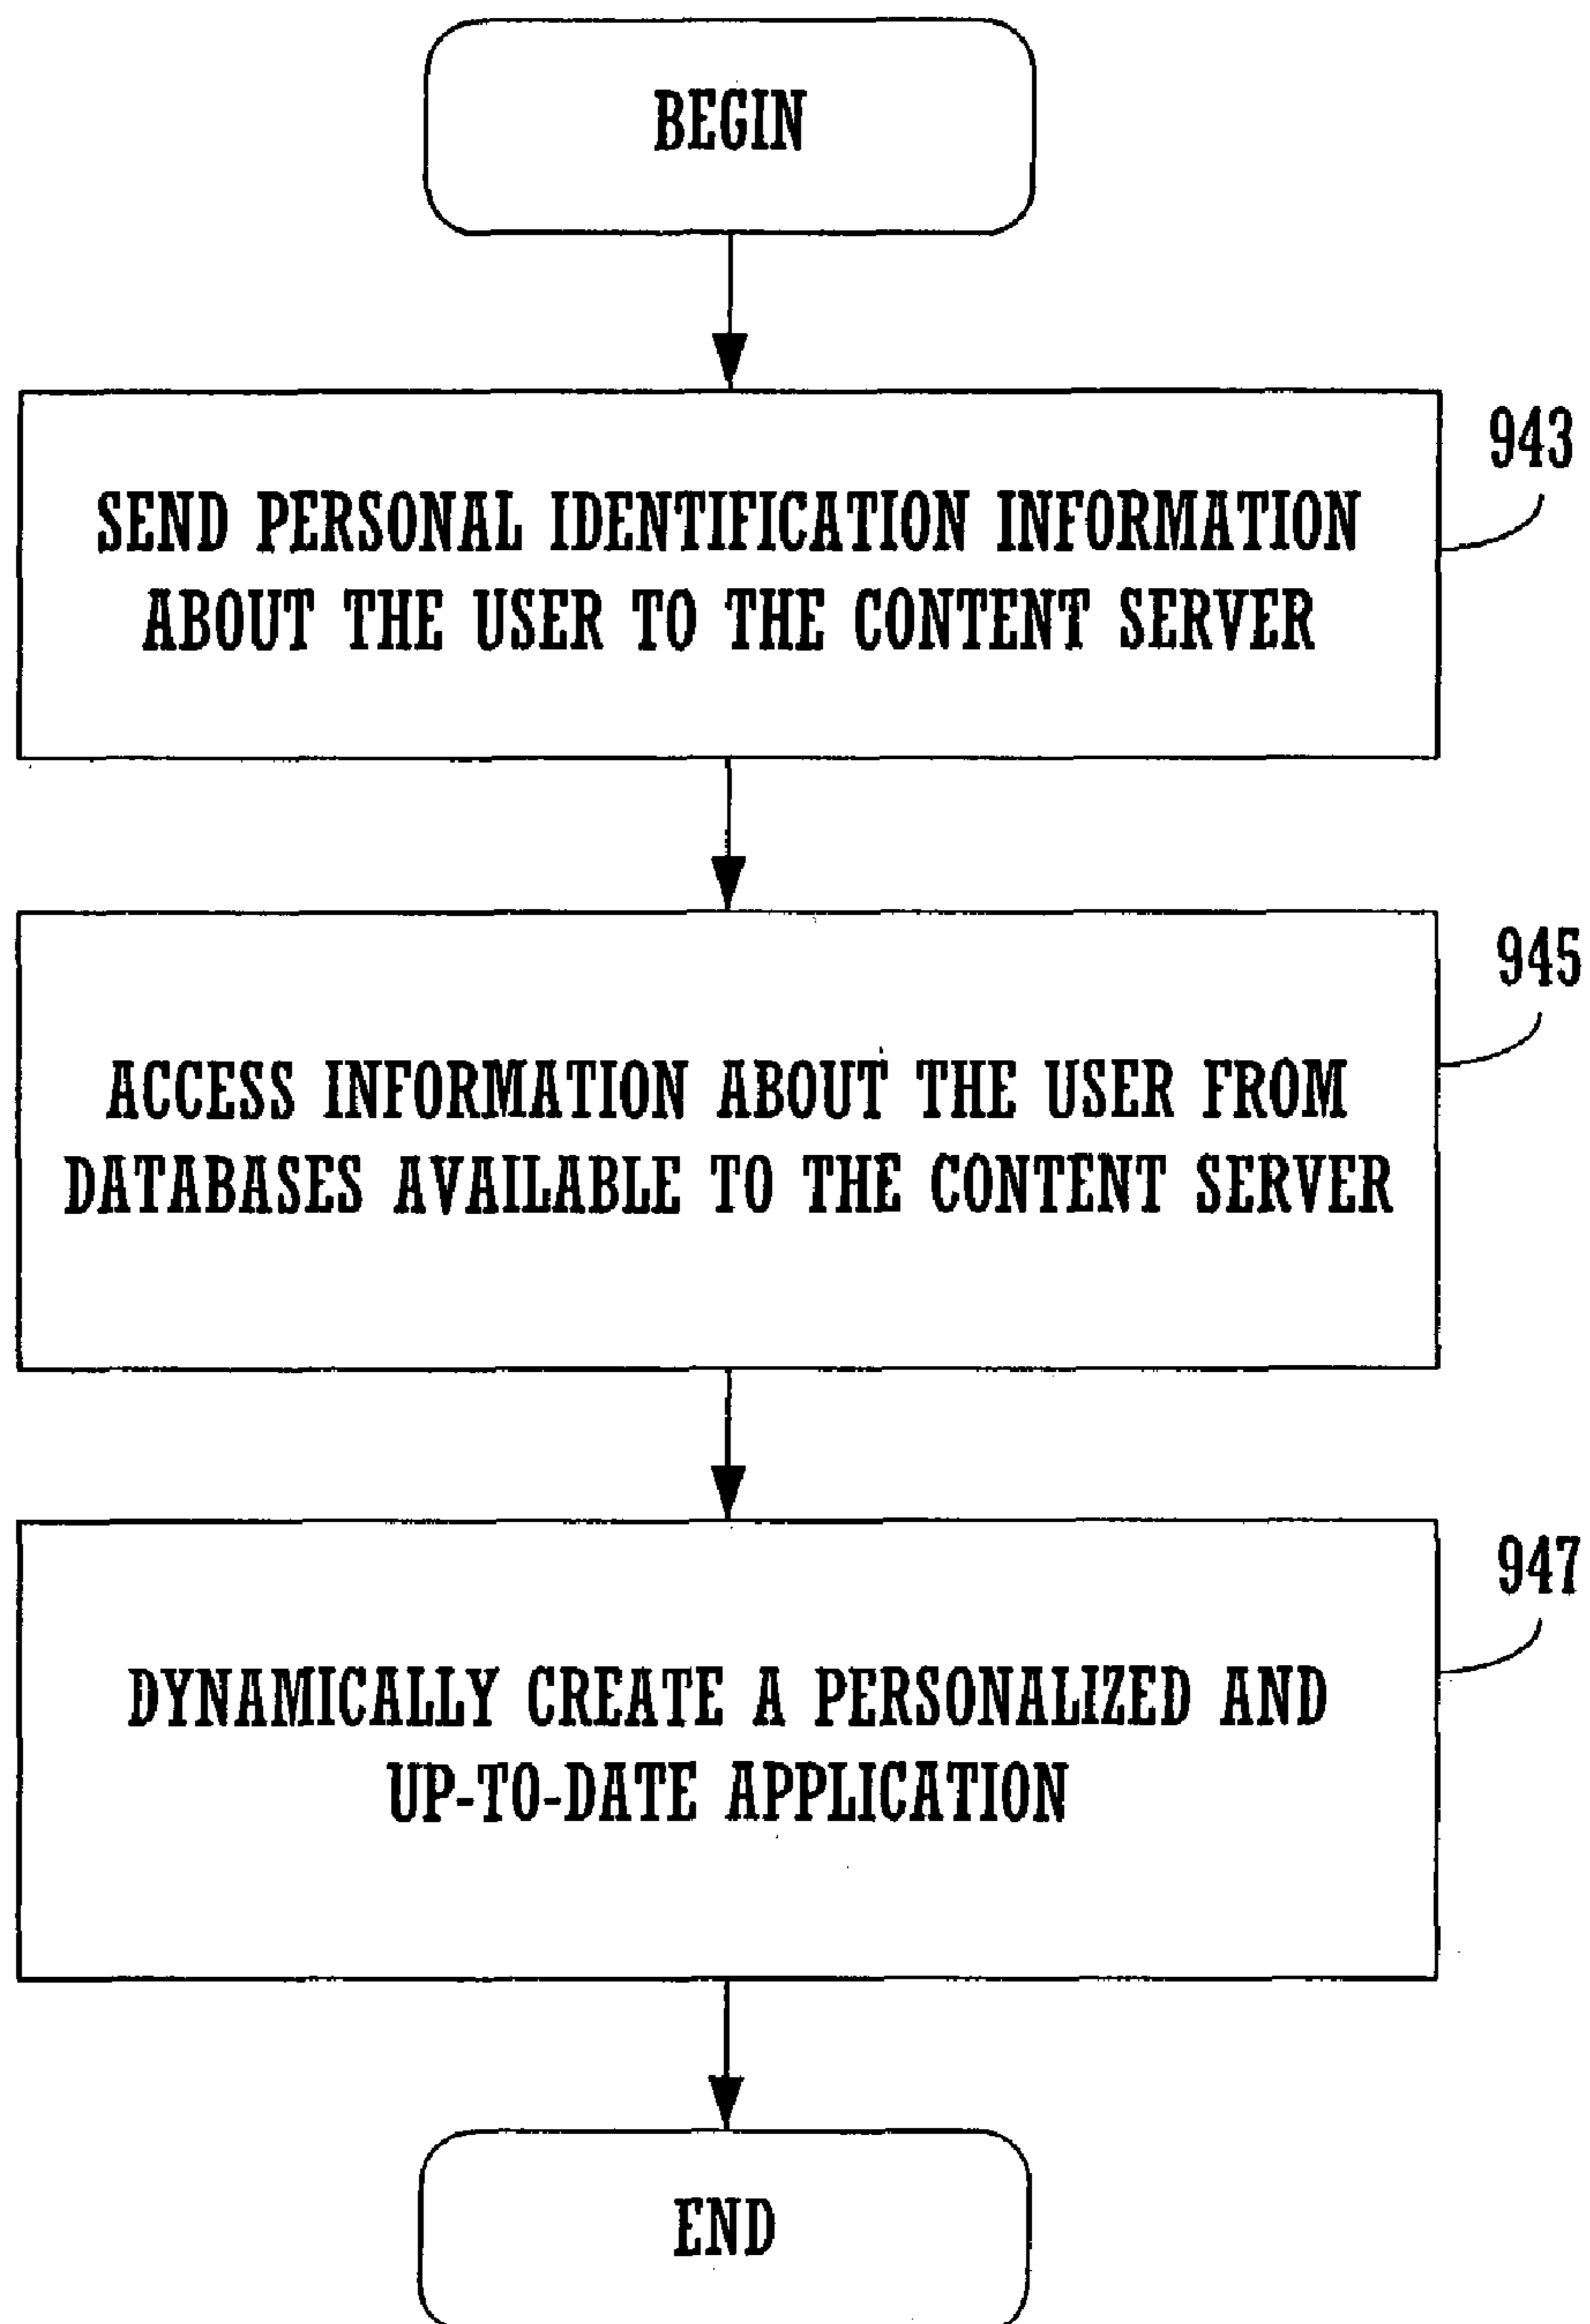 BEGIN
943
SEND PERSONAL IDENTIFICATION INFORMATION
ABOUT THE USER TO THE CONTENT SERVER
945
ACCESS INFORMATION ABOUT THE USER FROM
DATABASES AVAILABLE TO THE CONTENT SERVER
947
DYNAMICALLY CREATE A PERSONALIZED AND
UP-TO-DATE APPLICATION
END